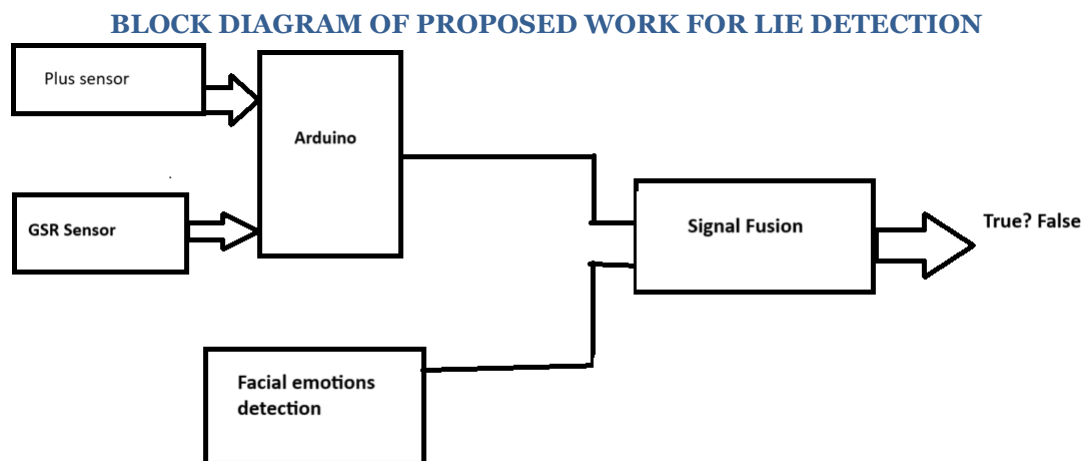 BLOCK DIAGRAM OF PROPOSED WORK FOR LIE DETECTION
Plus sensor
Arduino
GSR Sensor
Signal Fusion
True? False
Facial emotions
detection